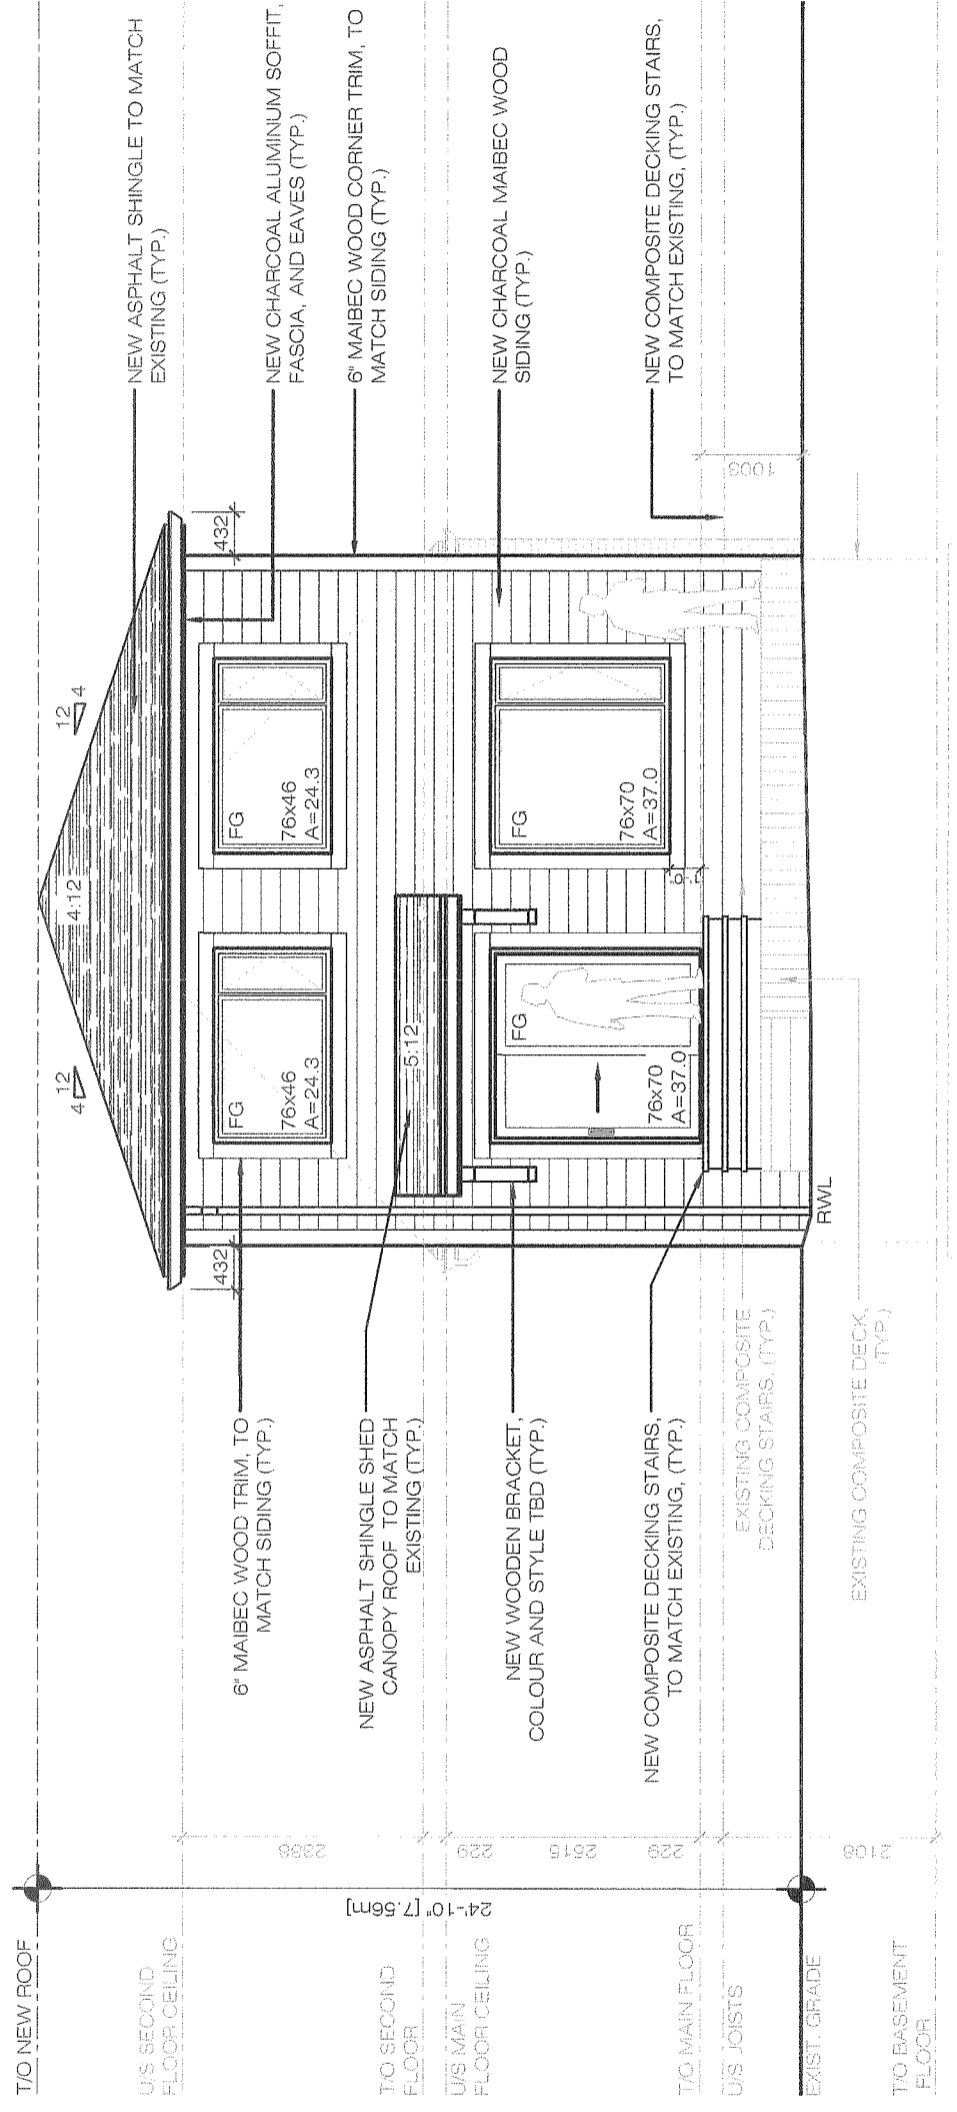 T/O NEW ROOF
U/S SECOND
FLOOR CEILING
T/O SECOND
FLOOR
U/S MAIN
FLOOR CEILING
T/O MAIN FLOOR
U/S JOISTS
EXIST. GRADE
T/O BASEMENT
FLOOR
24'-10" [7.56m]
229
2615
229
2108
6" MAIBEC WOOD TRIM, TO
MATCH SIDING (TYP.)
NEW ASPHALT SHINGLE SHED
CANOPY ROOF TO MATCH
EXISTING (TYP.)
NEW WOODEN BRACKET,
COLOUR AND STYLE TBD (TYP.)
NEW COMPOSITE DECKING STAIRS,
TO MATCH EXISTING, (TYP.)
EXISTING COMPOSITE
DECKING STAIRS, (TYP.)
EXISTING COMPOSITE DECK,
(TYP.)
4
12
4:12
12
4
432
432
FG
76x46
A=24.3
FG
76x46
A=24.3
5:12
FG
76x70
A=37.0
FG
76x70
A=37.0
RWL
1003
NEW ASPHALT SHINGLE TO MATCH
EXISTING (TYP.)
NEW CHARCOAL ALUMINUM SOFFIT,
FASCIA, AND EAVES (TYP.)
6" MAIBEC WOOD CORNER TRIM, TO
MATCH SIDING (TYP.)
NEW CHARCOAL MAIBEC WOOD
SIDING (TYP.)
NEW COMPOSITE DECKING STAIRS,
TO MATCH EXISTING, (TYP.)